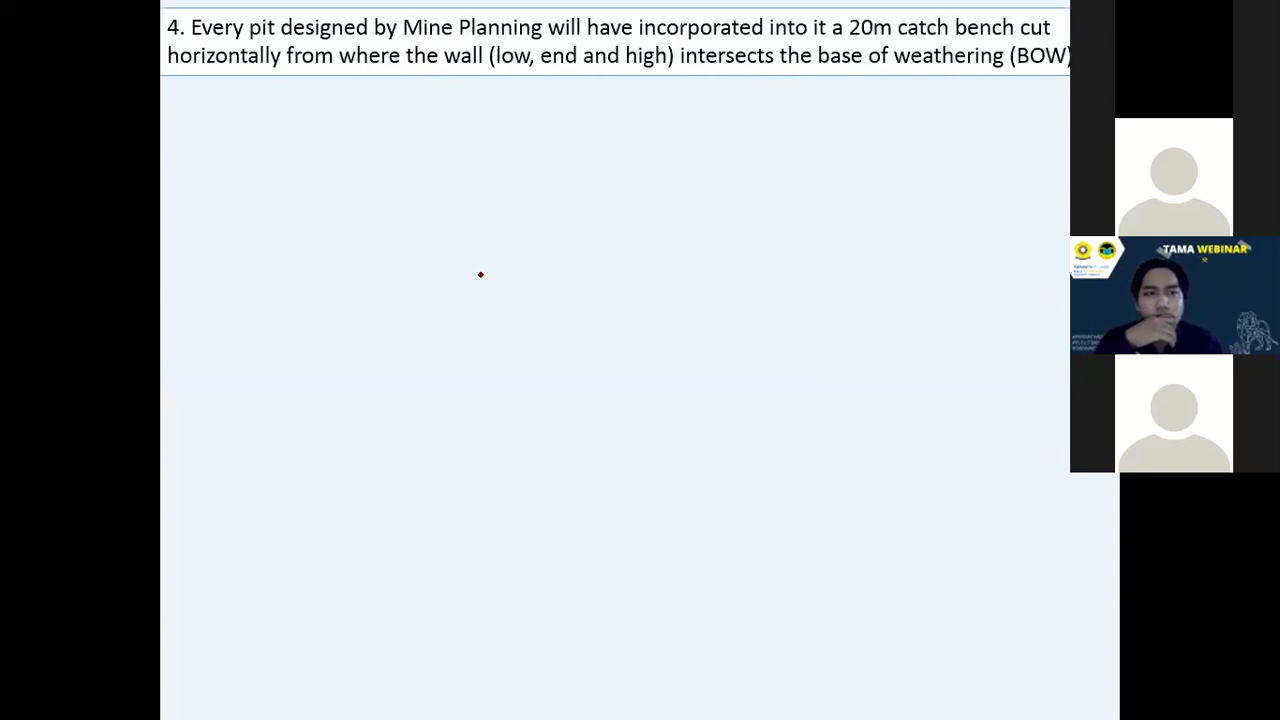 4. Every pit designed by Mine Planning will have incorporated into it a 20m catch bench cut
horizontally from where the wall (low, end and high) intersects the base of weathering (BOW)
TAMA WEBINAR